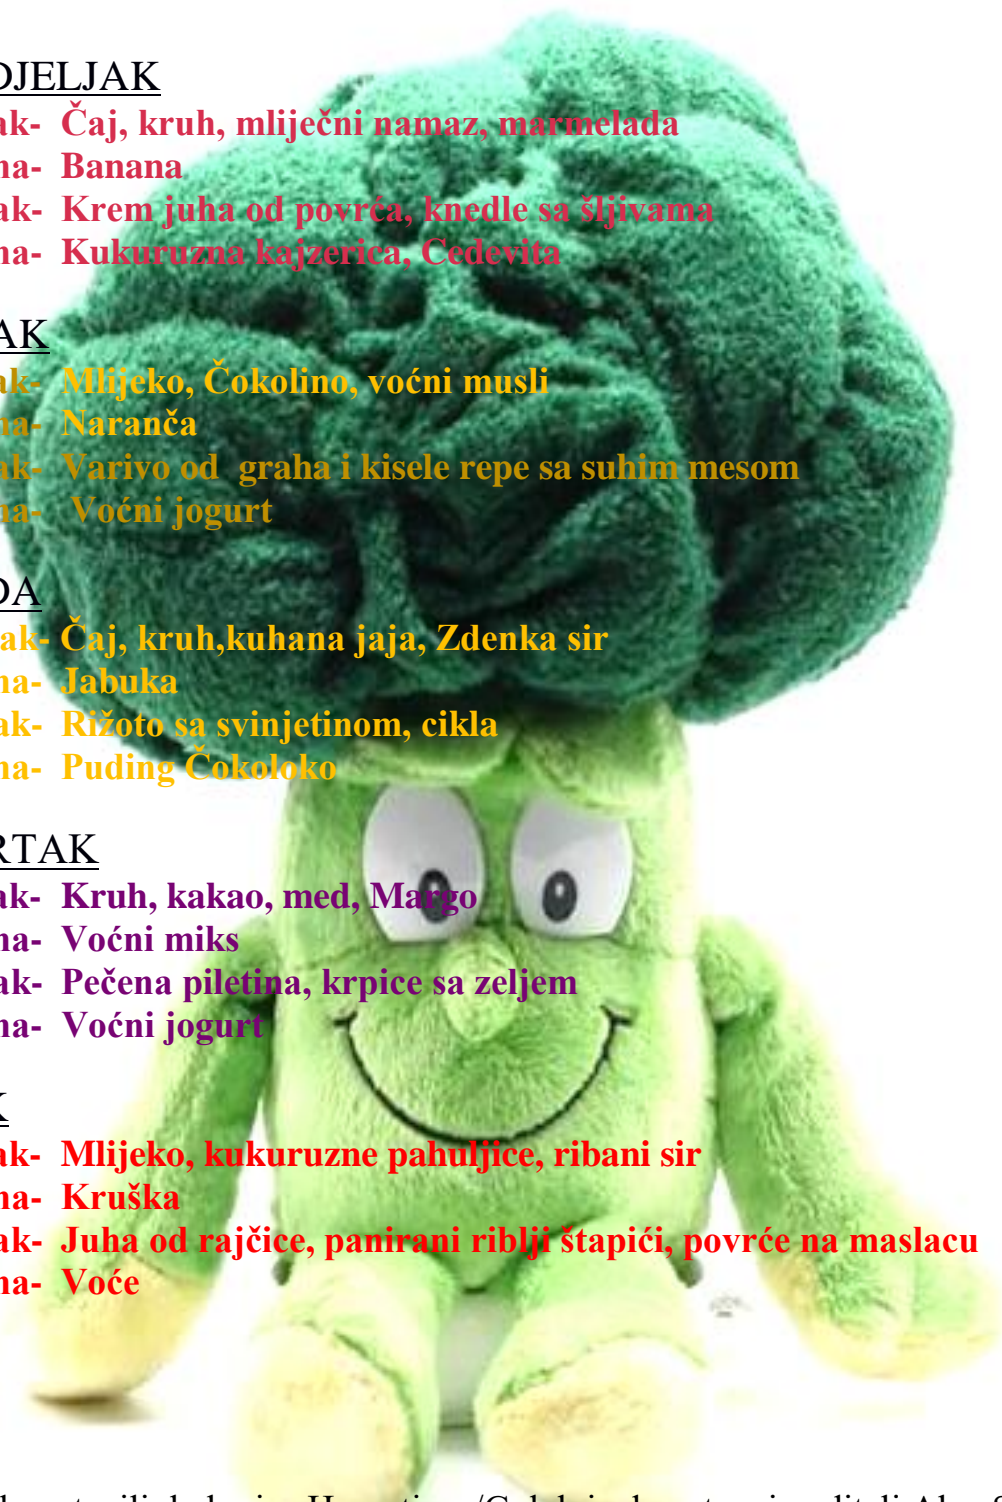 DJELJAK
ak- Čaj, kruh, mliječni namaz, marmelada
na- Banana
ak- Krem juha od povrća, knedle sa šljivama
na- Kukuruzna kajzerica, Cedevita
AK
ak- Mlijeko, Čokolino, voćni musli
na- Naranča
ak- Varivo od graha i kisele repe sa suhim mesom
na- Voćni jogurt
DA
ak- Čaj, kruh,kuhana jaja, Zdenka sir
na- Jabuka
ak- Rižoto sa svinjetinom, cikla
na- Puding Čokoloko
RTAK
ak- Kruh, kakao, med, Margo
na- Voćni miks
ak- Pečena piletina, krpice sa zeljem
na- Voćni jogurt
K
ak- Mlijeko, kukuruzne pahuljice, ribani sir
na- Kruška
ak- Juha od rajčice, panirani riblji štapići, povrće na maslacu
na- Voće